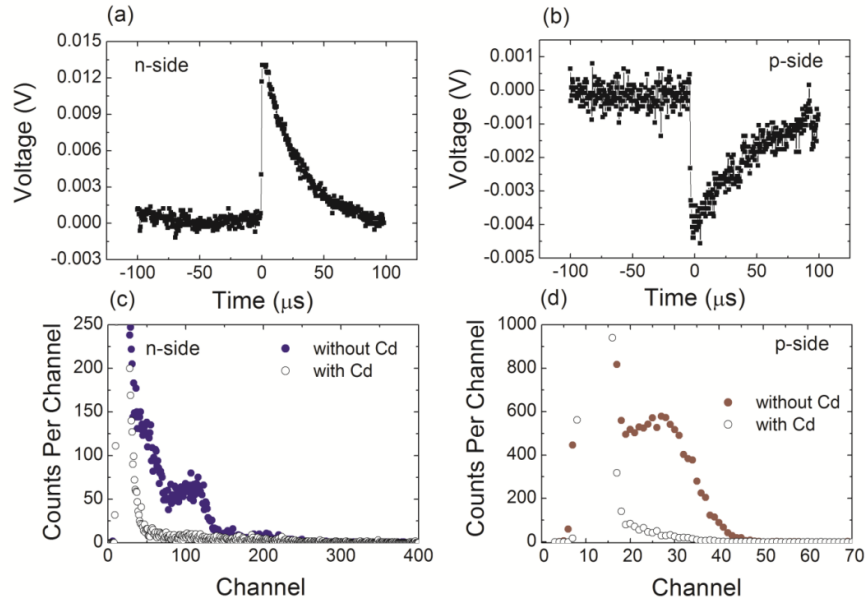 (a)
n-side
Voltage (V)
0.015
0.012
0.009
0.006
0.003
0.000
-0.003
-100 -50 0 50 100
Time (μs)
(b)
p-side
Voltage (V)
0.001
0.000
-0.001
-0.002
-0.003
-0.004
-0.005
-100 -50 0 50 100
Time (μs)
(c)
n-side
without Cd
with Cd
Counts Per Channel
250
200
150
100
50
0
0 100 200 300 400
Channel
(d)
p-side
without Cd
with Cd
Counts Per Channel
1000
800
600
400
200
0
0 10 20 30 40 50 60 70
Channel